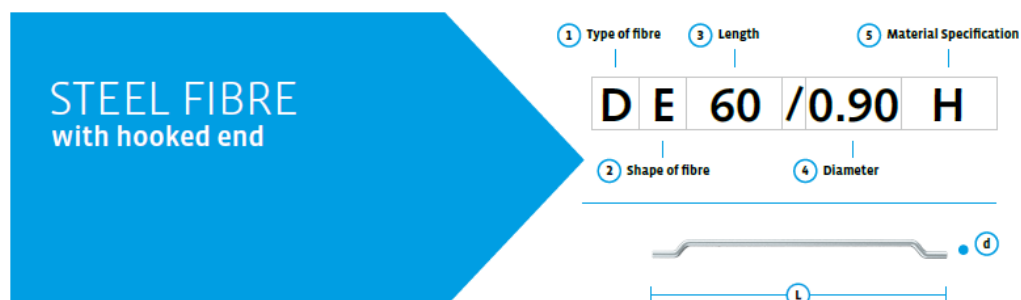 STEEL FIBRE
with hooked end
1 Type of fibre 3 Length 5 Material Specification
D E 60 /0.90 H
2 Shape of fibre 4 Diameter
d
L